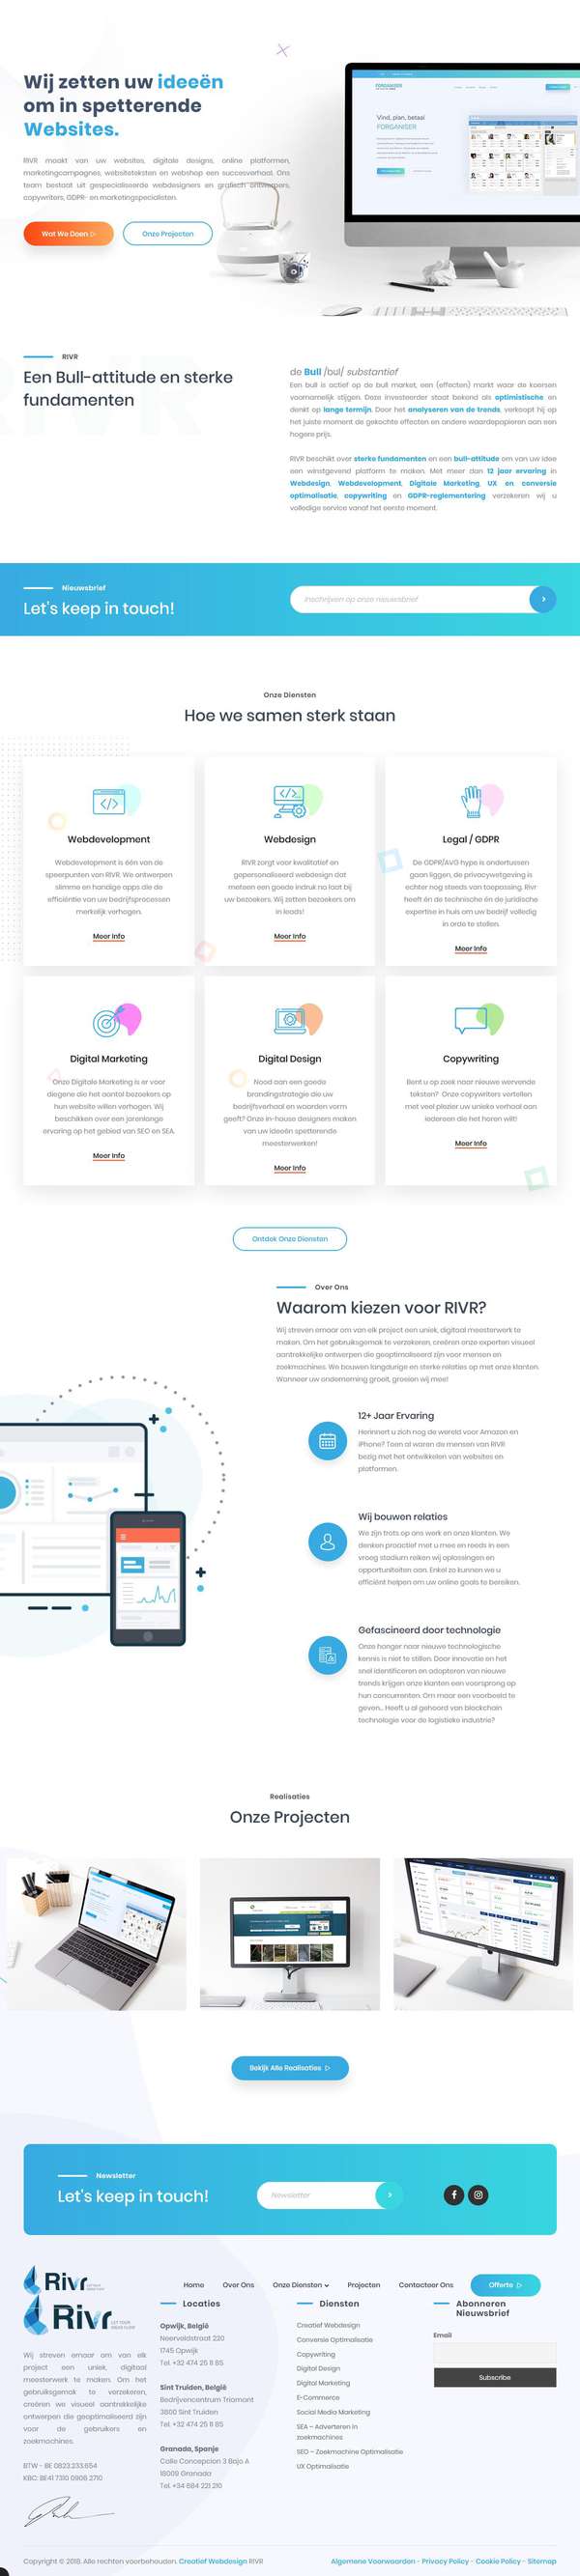 Wij zetten uw ideeën
om in spetterende
Websites.
RIVR maakt van uw websites, digitale designs, online platformen,
marketingcampagnes, websiteteksten en webshop een succesverhaal. Ons
team bestaat uit gespecialiseerde webdesigners en grafisch ontwerpers,
copywriters, GDPR- en marketingspecialisten.
Wat We Doen
Onze Projecten
Vind, plan, betaal
FORGANISER
RIVR
Een Bull-attitude en sterke
fundamenten
de Bull /bʊl/ substantief
Een bull is actief op de bull market, een (effecten) markt waar de koersen
voornamelijk stijgen. Deze investeerder staat bekend als optimistische en
denkt op lange termijn. Door het analyseren van de trends, verkoopt hij op
het juiste moment de gekochte effecten en andere waardepapieren aan een
hogere prijs.
RIVR beschikt over sterke fundamenten en een bull-attitude om van uw idee
een winstgevend platform te maken. Met meer dan 12 jaar ervaring in
Webdesign, Webdevelopment, Digitale Marketing, UX en conversie
optimalisatie, copywriting en GDPR-reglementering verzekeren wij u
volledige service vanaf het eerste moment.
Nieuwsbrief
Let's keep in touch!
Inschrijven op onze nieuwsbrief
Onze Diensten
Hoe we samen sterk staan
Webdevelopment
Webdevelopment is één van de
speerpunten van RIVR. We ontwerpen
slimme en handige apps die de
efficiëntie van uw bedrijfsprocessen
merkelijk verhogen.
Meer Info
Webdesign
RIVR zorgt voor kwalitatief en
gepersonaliseerd webdesign dat
meteen een goede indruk na laat bij
uw bezoekers. Wij zetten bezoekers om
in leads!
Meer Info
Legal / GDPR
De GDPR/AVG hype is ondertussen
gaan liggen, de privacywetgeving is
echter nog steeds van toepassing. Rivr
heeft én de technische én de juridische
expertise in huis om uw bedrijf volledig
in orde te stellen.
Meer Info
Digital Marketing
Onze Digitale Marketing is er voor
diegene die het aantal bezoekers op
hun website willen verhogen. Wij
beschikken over een jarenlange
ervaring op het gebied van SEO en SEA.
Meer Info
Digital Design
Nood aan een goede
brandingstrategie die uw
bedrijfsverhaal en waarden vorm
geeft? Onze in-house designers maken
van uw ideeën spetterende
meesterwerken!
Meer Info
Copywriting
Bent u op zoek naar nieuwe wervende
teksten? Onze copywriters vertellen
met veel plezier uw unieke verhaal aan
iedereen die het horen wilt!
Meer Info
Ontdek Onze Diensten
Over Ons
Waarom kiezen voor RIVR?
Wij streven ernaar om van elk project een uniek, digitaal meesterwerk te
maken. Om het gebruiksgemak te verzekeren, creëren onze experten visueel
aantrekkelijke ontwerpen die geoptimaliseerd zijn voor mensen en
zoekmachines. We bouwen langdurige en sterke relaties op met onze klanten.
Wanneer uw onderneming groeit, groeien wij mee!
12+ Jaar Ervaring
Herinnert u zich nog de wereld voor Amazon en
iPhone? Toen al waren de mensen van RIVR
bezig met het ontwikkelen van websites en
platformen.
Wij bouwen relaties
We zijn trots op ons werk en onze klanten. We
denken proactief met u mee en reeds in een
vroeg stadium reiken wij oplossingen en
opportuniteiten aan. Enkel zo kunnen we u
efficiënt helpen om uw online goals te bereiken.
Gefascineerd door technologie
Onze honger naar nieuwe technologische
kennis is niet te stillen. Door innovatie en het
snel identificeren en adopteren van nieuwe
trends krijgen onze klanten een voorsprong op
hun concurrenten. Om maar een voorbeeld te
geven... Heeft u al gehoord van blockchain
technologie voor de logistieke industrie?
Realisaties
Onze Projecten
Bekijk Alle Realisaties
Newsletter
Let's keep in touch!
Newsletter
Rivr
Home Over Ons Onze Diensten Projecten Contacteer Ons Offerte
Rivr LET YOUR IDEAS FLOW
Wij streven ernaar om van elk
project een uniek, digitaal
meesterwerk te maken. Om het
gebruiksgemak te verzekeren,
creëren we visueel aantrekkelijke
ontwerpen die geoptimaliseerd zijn
voor de gebruikers en
zoekmachines.
BTW - BE 0823.233.654
KBC: BE41 7310 0906 2710
Locaties
Opwijk, België
Neerveldstraat 220
1745 Opwijk
Tel. +32 474 25 11 85
Sint Truiden, België
Bedrijvencentrum Triamont
3800 Sint Truiden
Tel. +32 474 25 11 85
Granada, Spanje
Calle Concepcion 3 Bajo A
18009 Granada
Tel. +34 684 221 210
Diensten
Creatief Webdesign
Conversie Optimalisatie
Copywriting
Digital Design
Digital Marketing
E-Commerce
Social Media Marketing
SEA – Adverteren in
zoekmachines
SEO – Zoekmachine Optimalisatie
UX Optimalisatie
Abonneren
Nieuwsbrief
Email
Subscribe
Copyright © 2018. Alle rechten voorbehouden. Creatief Webdesign RIVR
Algemene Voorwaarden - Privacy Policy - Cookie Policy - Sitemap